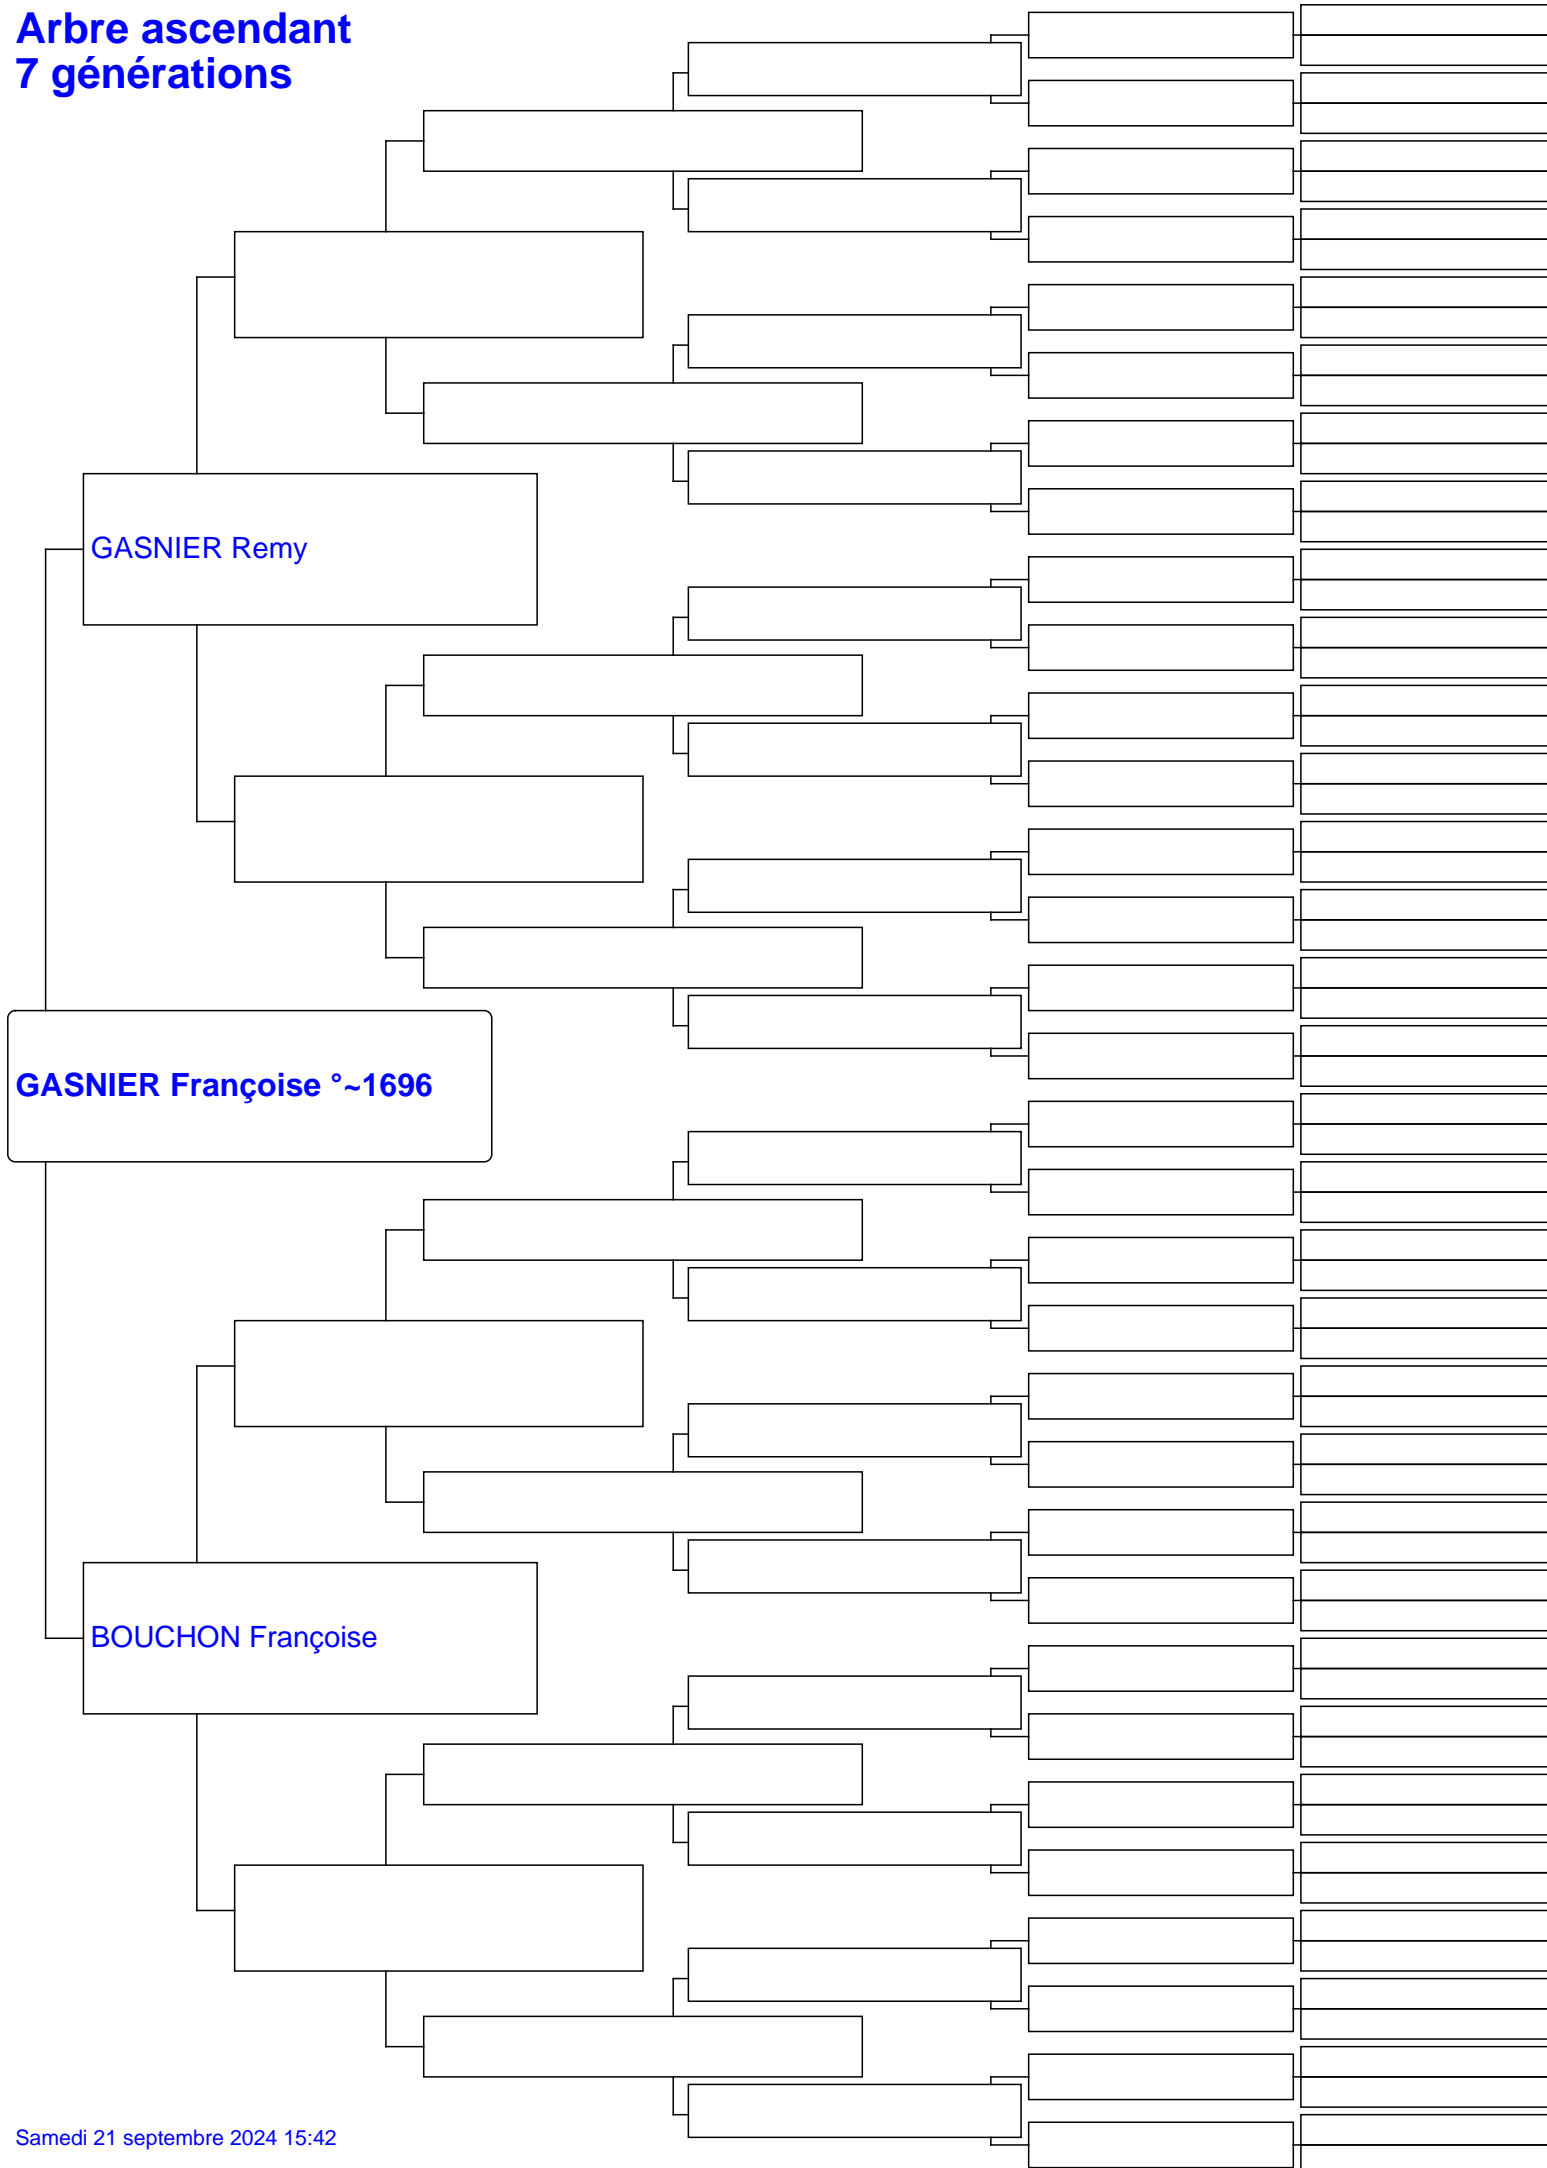 Arbre ascendant
7 générations
GASNIER Remy
GASNIER Françoise °~1696
BOUCHON Françoise
Samedi 21 septembre 2024 15:42